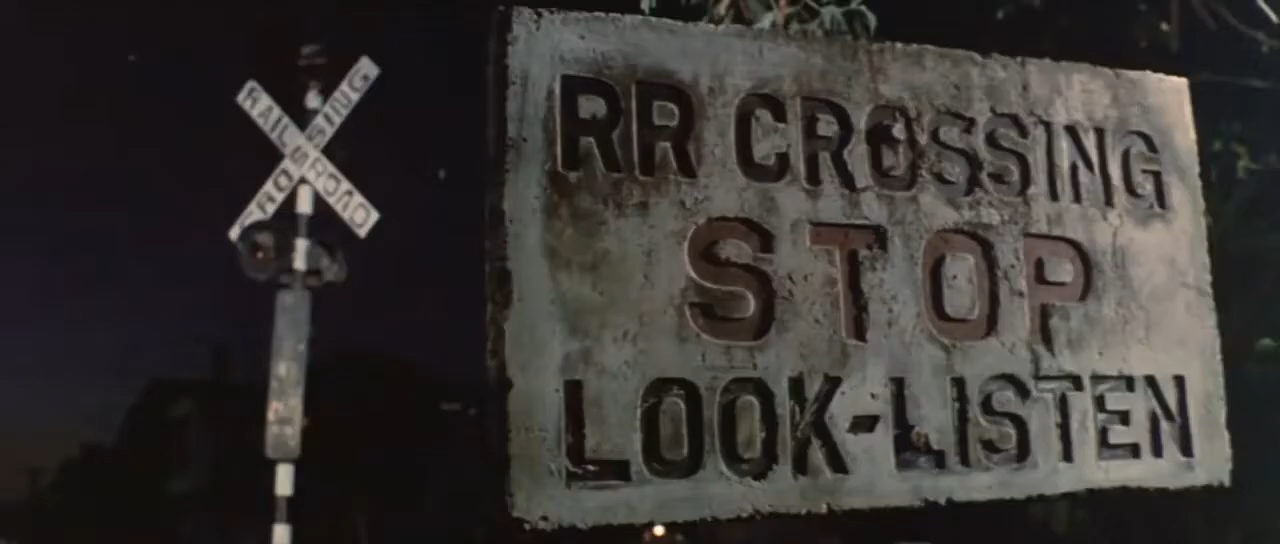 RAILROAD
CROSSING
RR CROSSING
STOP
LOOK-LISTEN